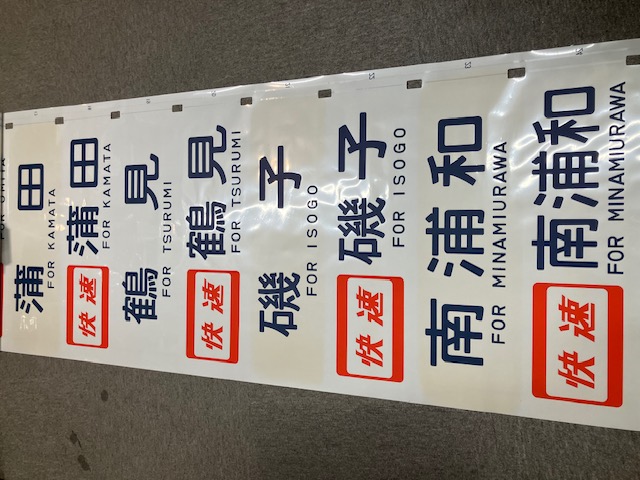 蒲田
FOR KAMATA
快速 蒲田
FOR KAMATA
鶴見
FOR TSURUMI
快速 鶴見
FOR TSURUMI
磯子
FOR ISOGO
快速 磯子
FOR ISOGO
南浦和
FOR MINAMIURAWA
快速 南浦和
FOR MINAMIURAWA